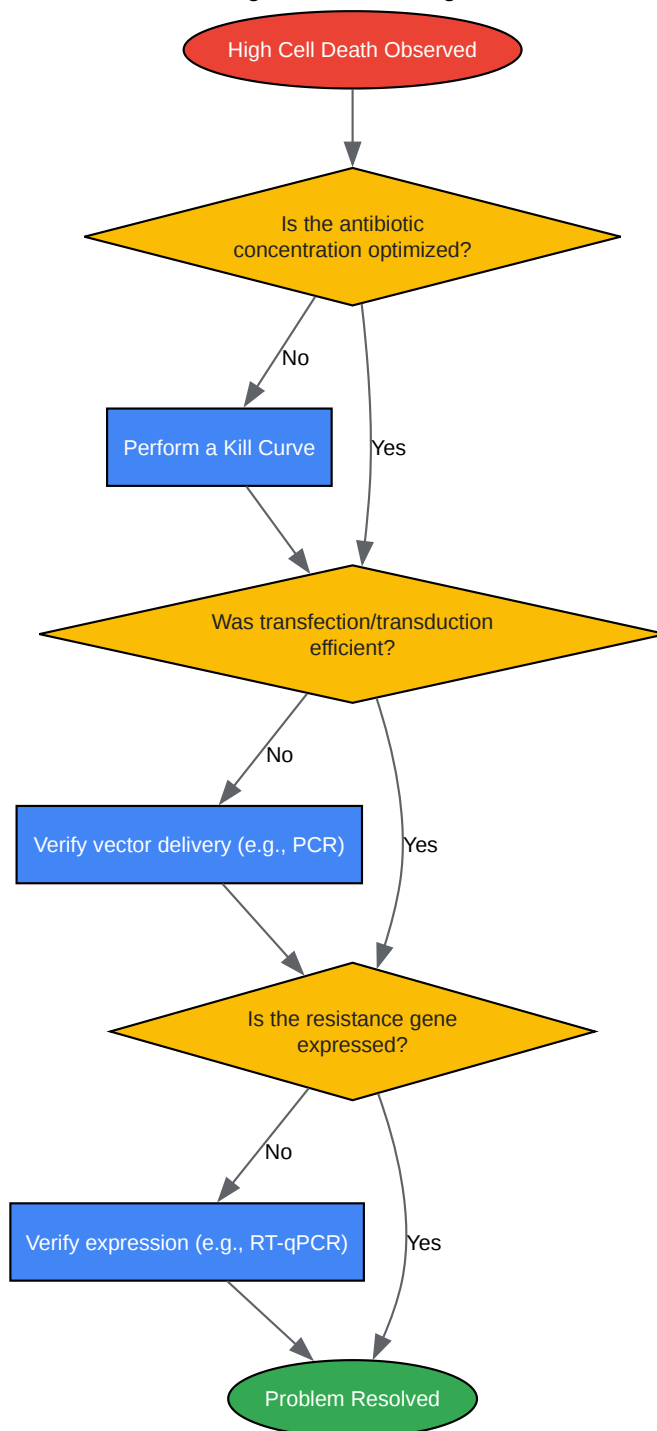 High Cell Death Observed
Is the antibiotic
concentration optimized?
No
Perform a Kill Curve
Yes
Was transfection/transduction
efficient?
No
Verify vector delivery (e.g., PCR)
Yes
Is the resistance gene
expressed?
No
Verify expression (e.g., RT-qPCR)
Yes
Problem Resolved